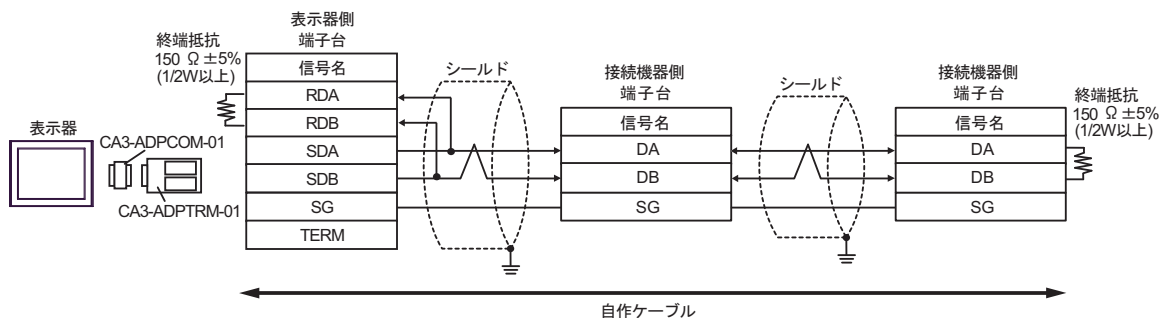 表示器側
端子台
終端抵抗
150 Ω ±5%
(1/2W以上)
信号名
RDA
RDB
SDA
SDB
SG
TERM
表示器
CA3-ADPCOM-01
CA3-ADPTRM-01
シールド
接続機器側
端子台
信号名
DA
DB
SG
シールド
接続機器側
端子台
信号名
DA
DB
SG
終端抵抗
150 Ω ±5%
(1/2W以上)
自作ケーブル